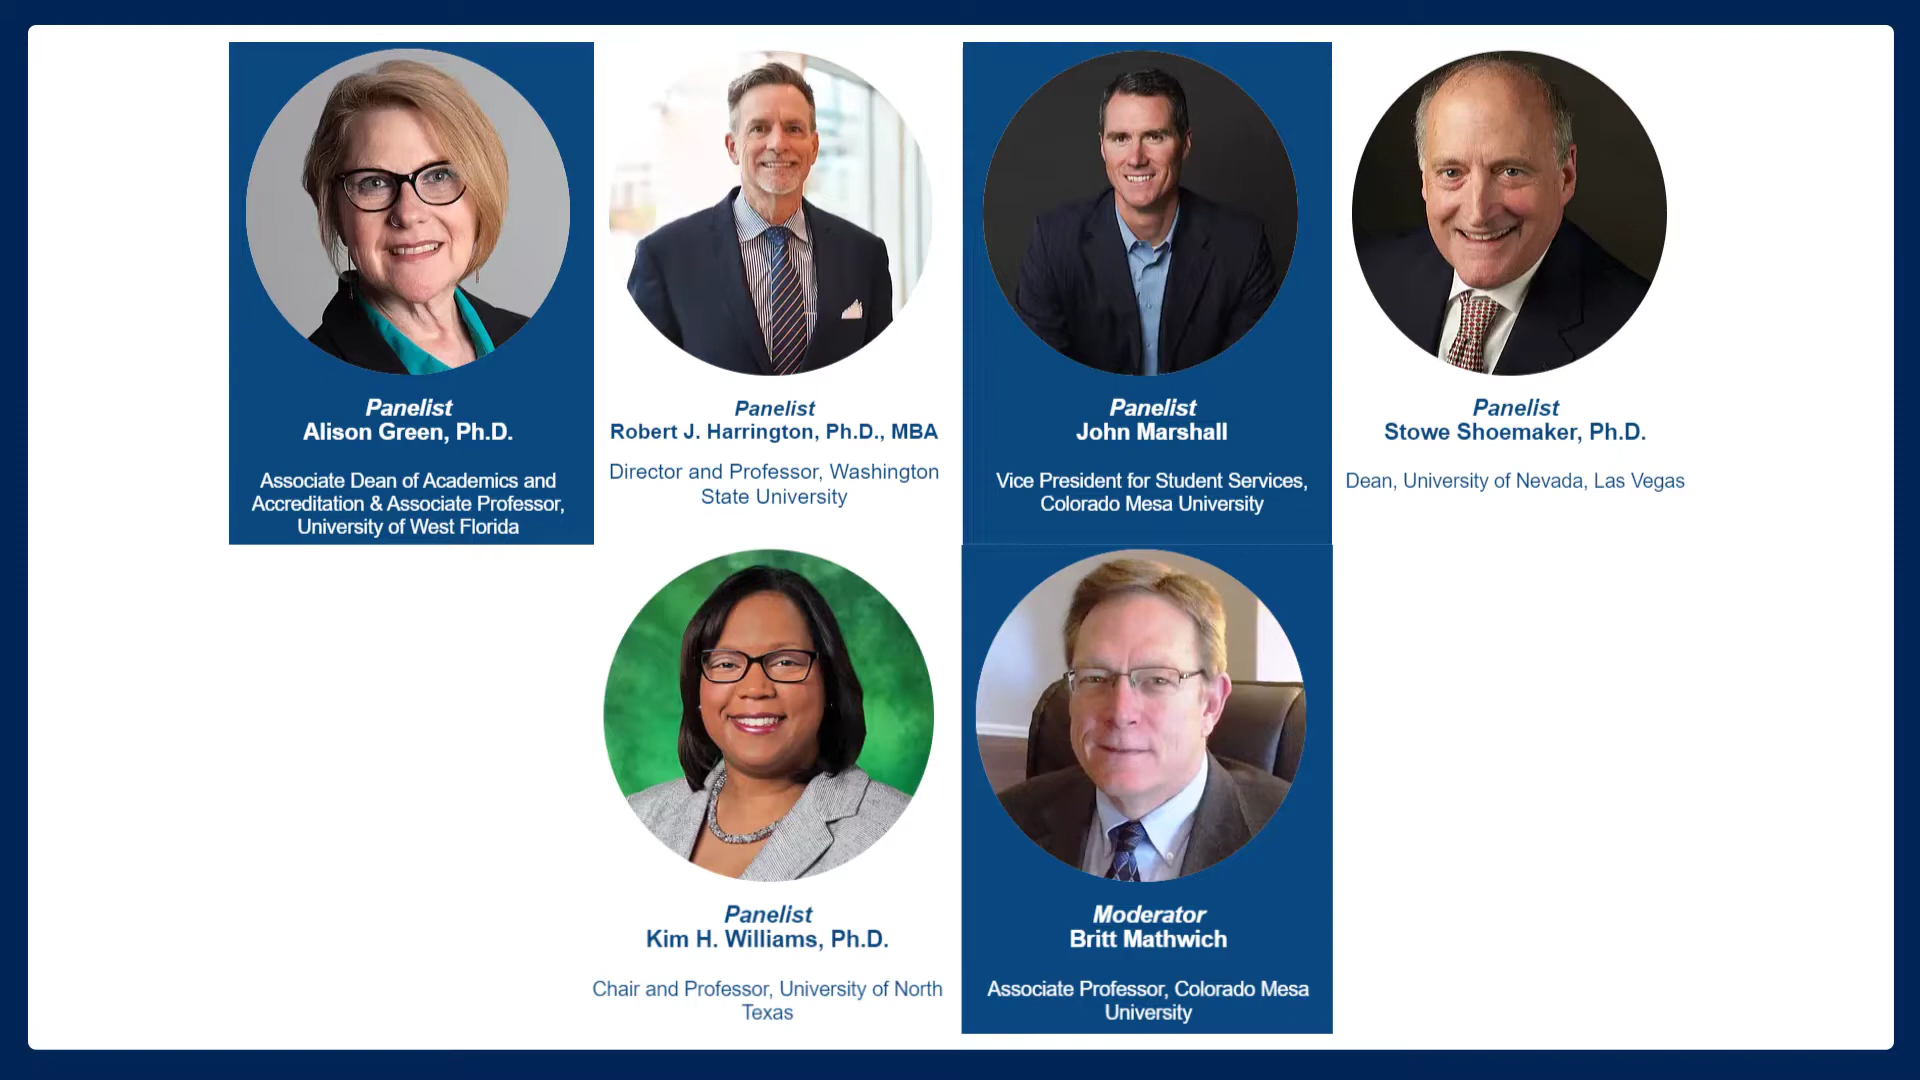 Panelist
Alison Green, Ph.D.
Associate Dean of Academics and
Accreditation & Associate Professor,
University of West Florida
Panelist
Robert J. Harrington, Ph.D., MBA
Director and Professor, Washington
State University
Panelist
John Marshall
Vice President for Student Services,
Colorado Mesa University
Panelist
Stowe Shoemaker, Ph.D.
Dean, University of Nevada, Las Vegas
Panelist
Kim H. Williams, Ph.D.
Chair and Professor, University of North
Texas
Moderator
Britt Mathwich
Associate Professor, Colorado Mesa
University